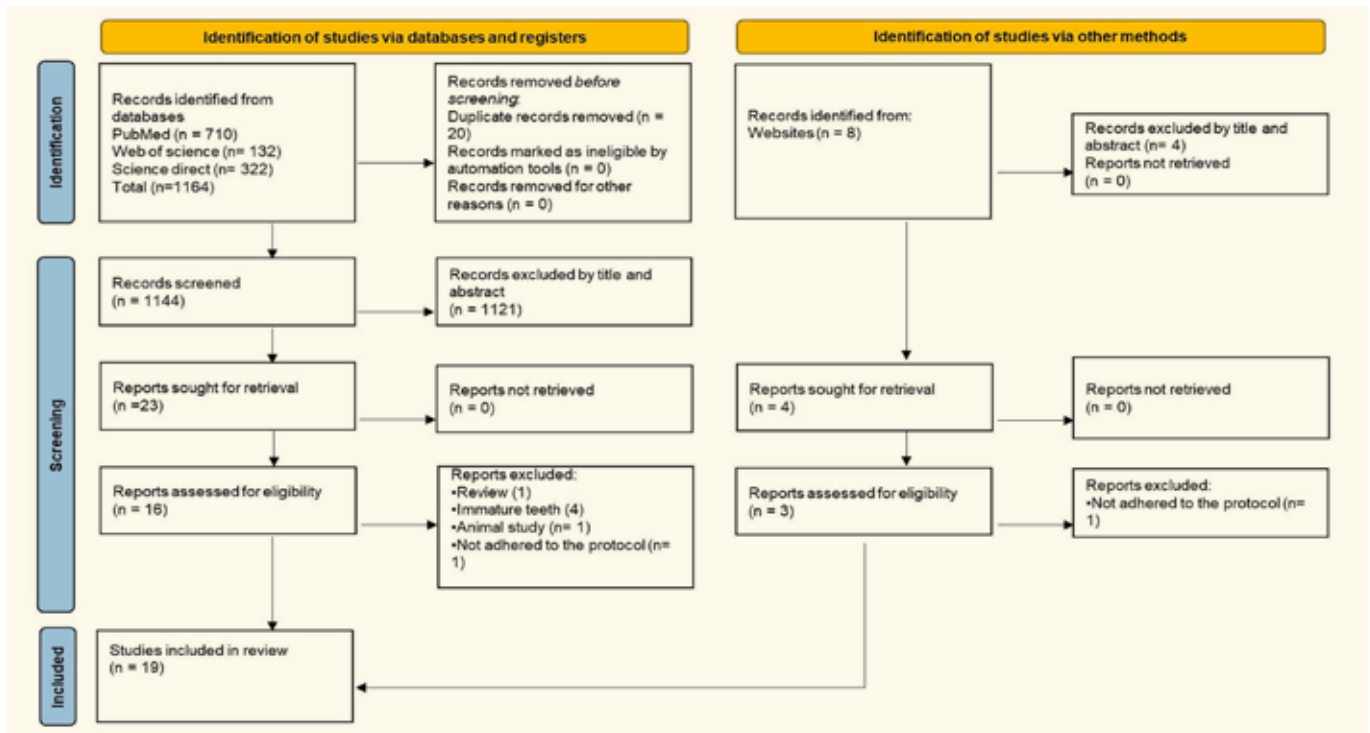 Identification of studies via databases and registers
Identification of studies via other methods
Identification
Records identified from
databases
PubMed (n = 710)
Web of science (n= 132)
Science direct (n= 322)
Total (n=1164)
Records removed before
screening:
Duplicate records removed (n =
20)
Records marked as ineligible by
automation tools (n = 0)
Records removed for other
reasons (n = 0)
Records identified from:
Websites (n = 8)
Records excluded by title and
abstract (n= 4)
Reports not retrieved
(n = 0)
Screening
Records screened
(n = 1144)
Records excluded by title and
abstract
(n = 1121)
Reports sought for retrieval
(n =23)
Reports not retrieved
(n = 0)
Reports sought for retrieval
(n = 4)
Reports not retrieved
(n = 0)
Reports assessed for eligibility
(n = 16)
Reports excluded:
•Review (1)
•Immature teeth (4)
•Animal study (n= 1)
•Not adhered to the protocol (n=
1)
Reports assessed for eligibility
(n = 3)
Reports excluded:
•Not adhered to the protocol (n=
1)
Included
Studies included in review
(n = 19)